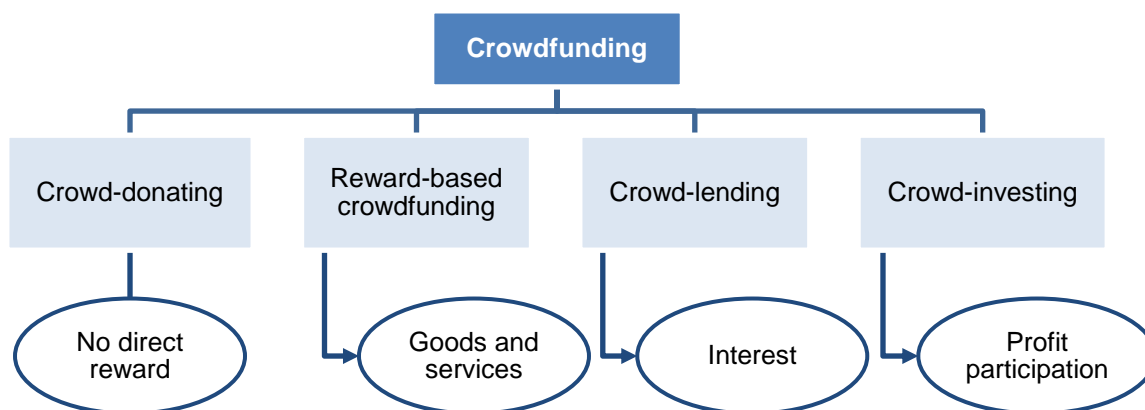 Crowdfunding
Crowd-donating
Reward-based
crowdfunding
Crowd-lending
Crowd-investing
No direct
reward
Goods and
services
Interest
Profit
participation